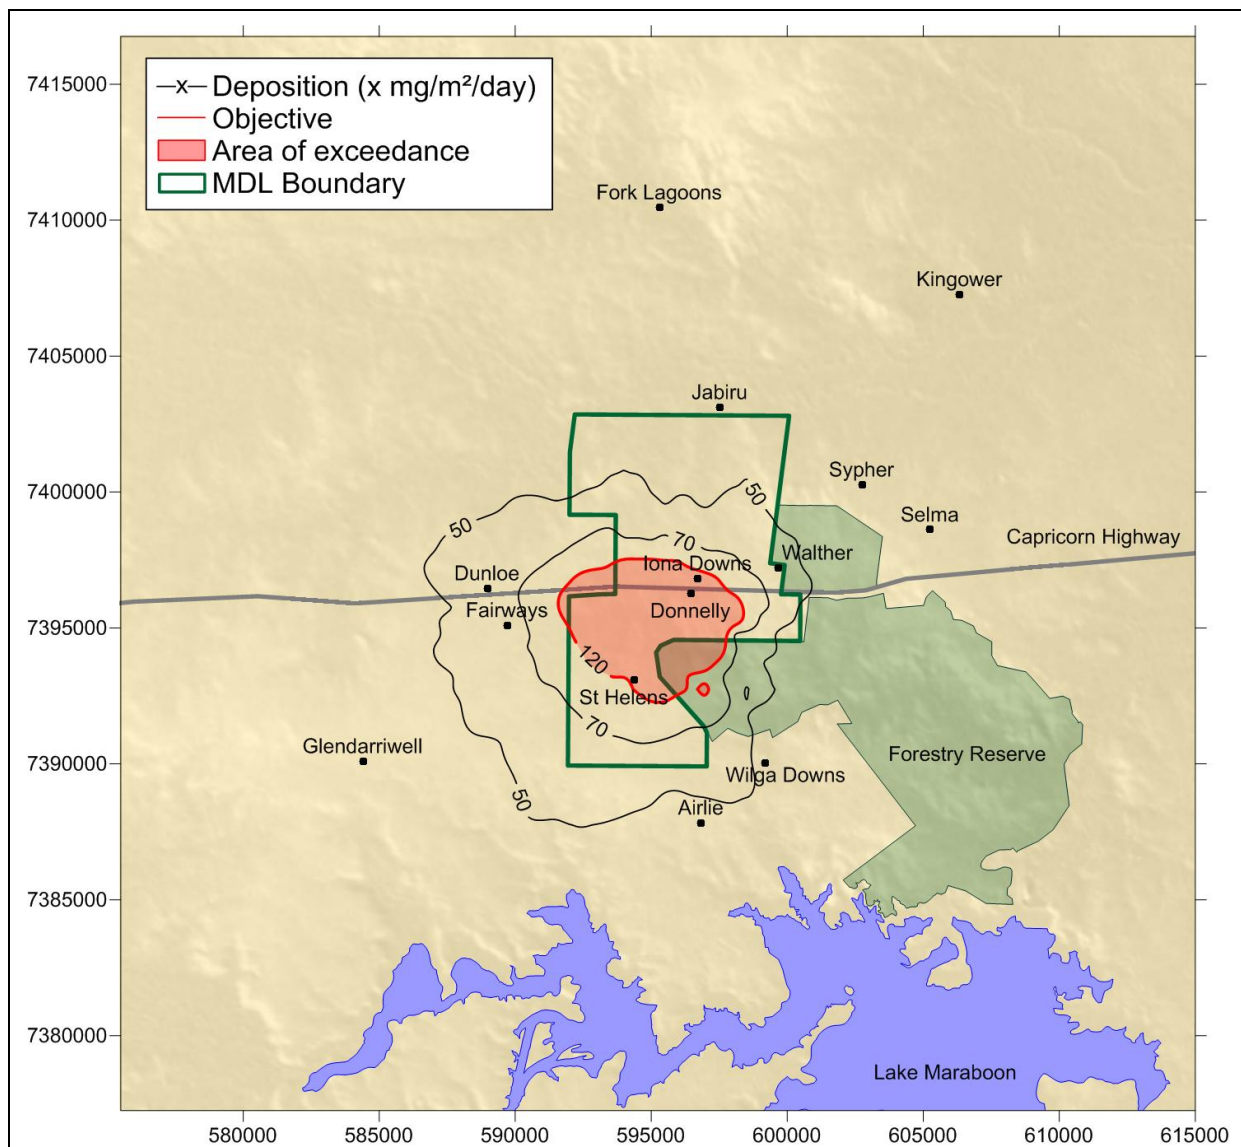 7415000
—x— Deposition (x mg/m²/day)
Objective
Area of exceedance
MDL Boundary
Fork Lagoons
7410000
Kingower
7405000
Jabiru
Sypher
7400000
50
50
Selma
Capricorn Highway
70
Walther
Iona Downs
Dunloe
Fairways
Donnelly
7395000
120
St Helens
70
Glendarriwell
Forestry Reserve
7390000
Wilga Downs
50
Airlie
7385000
7380000
Lake Maraboon
580000 585000 590000 595000 600000 605000 610000 615000